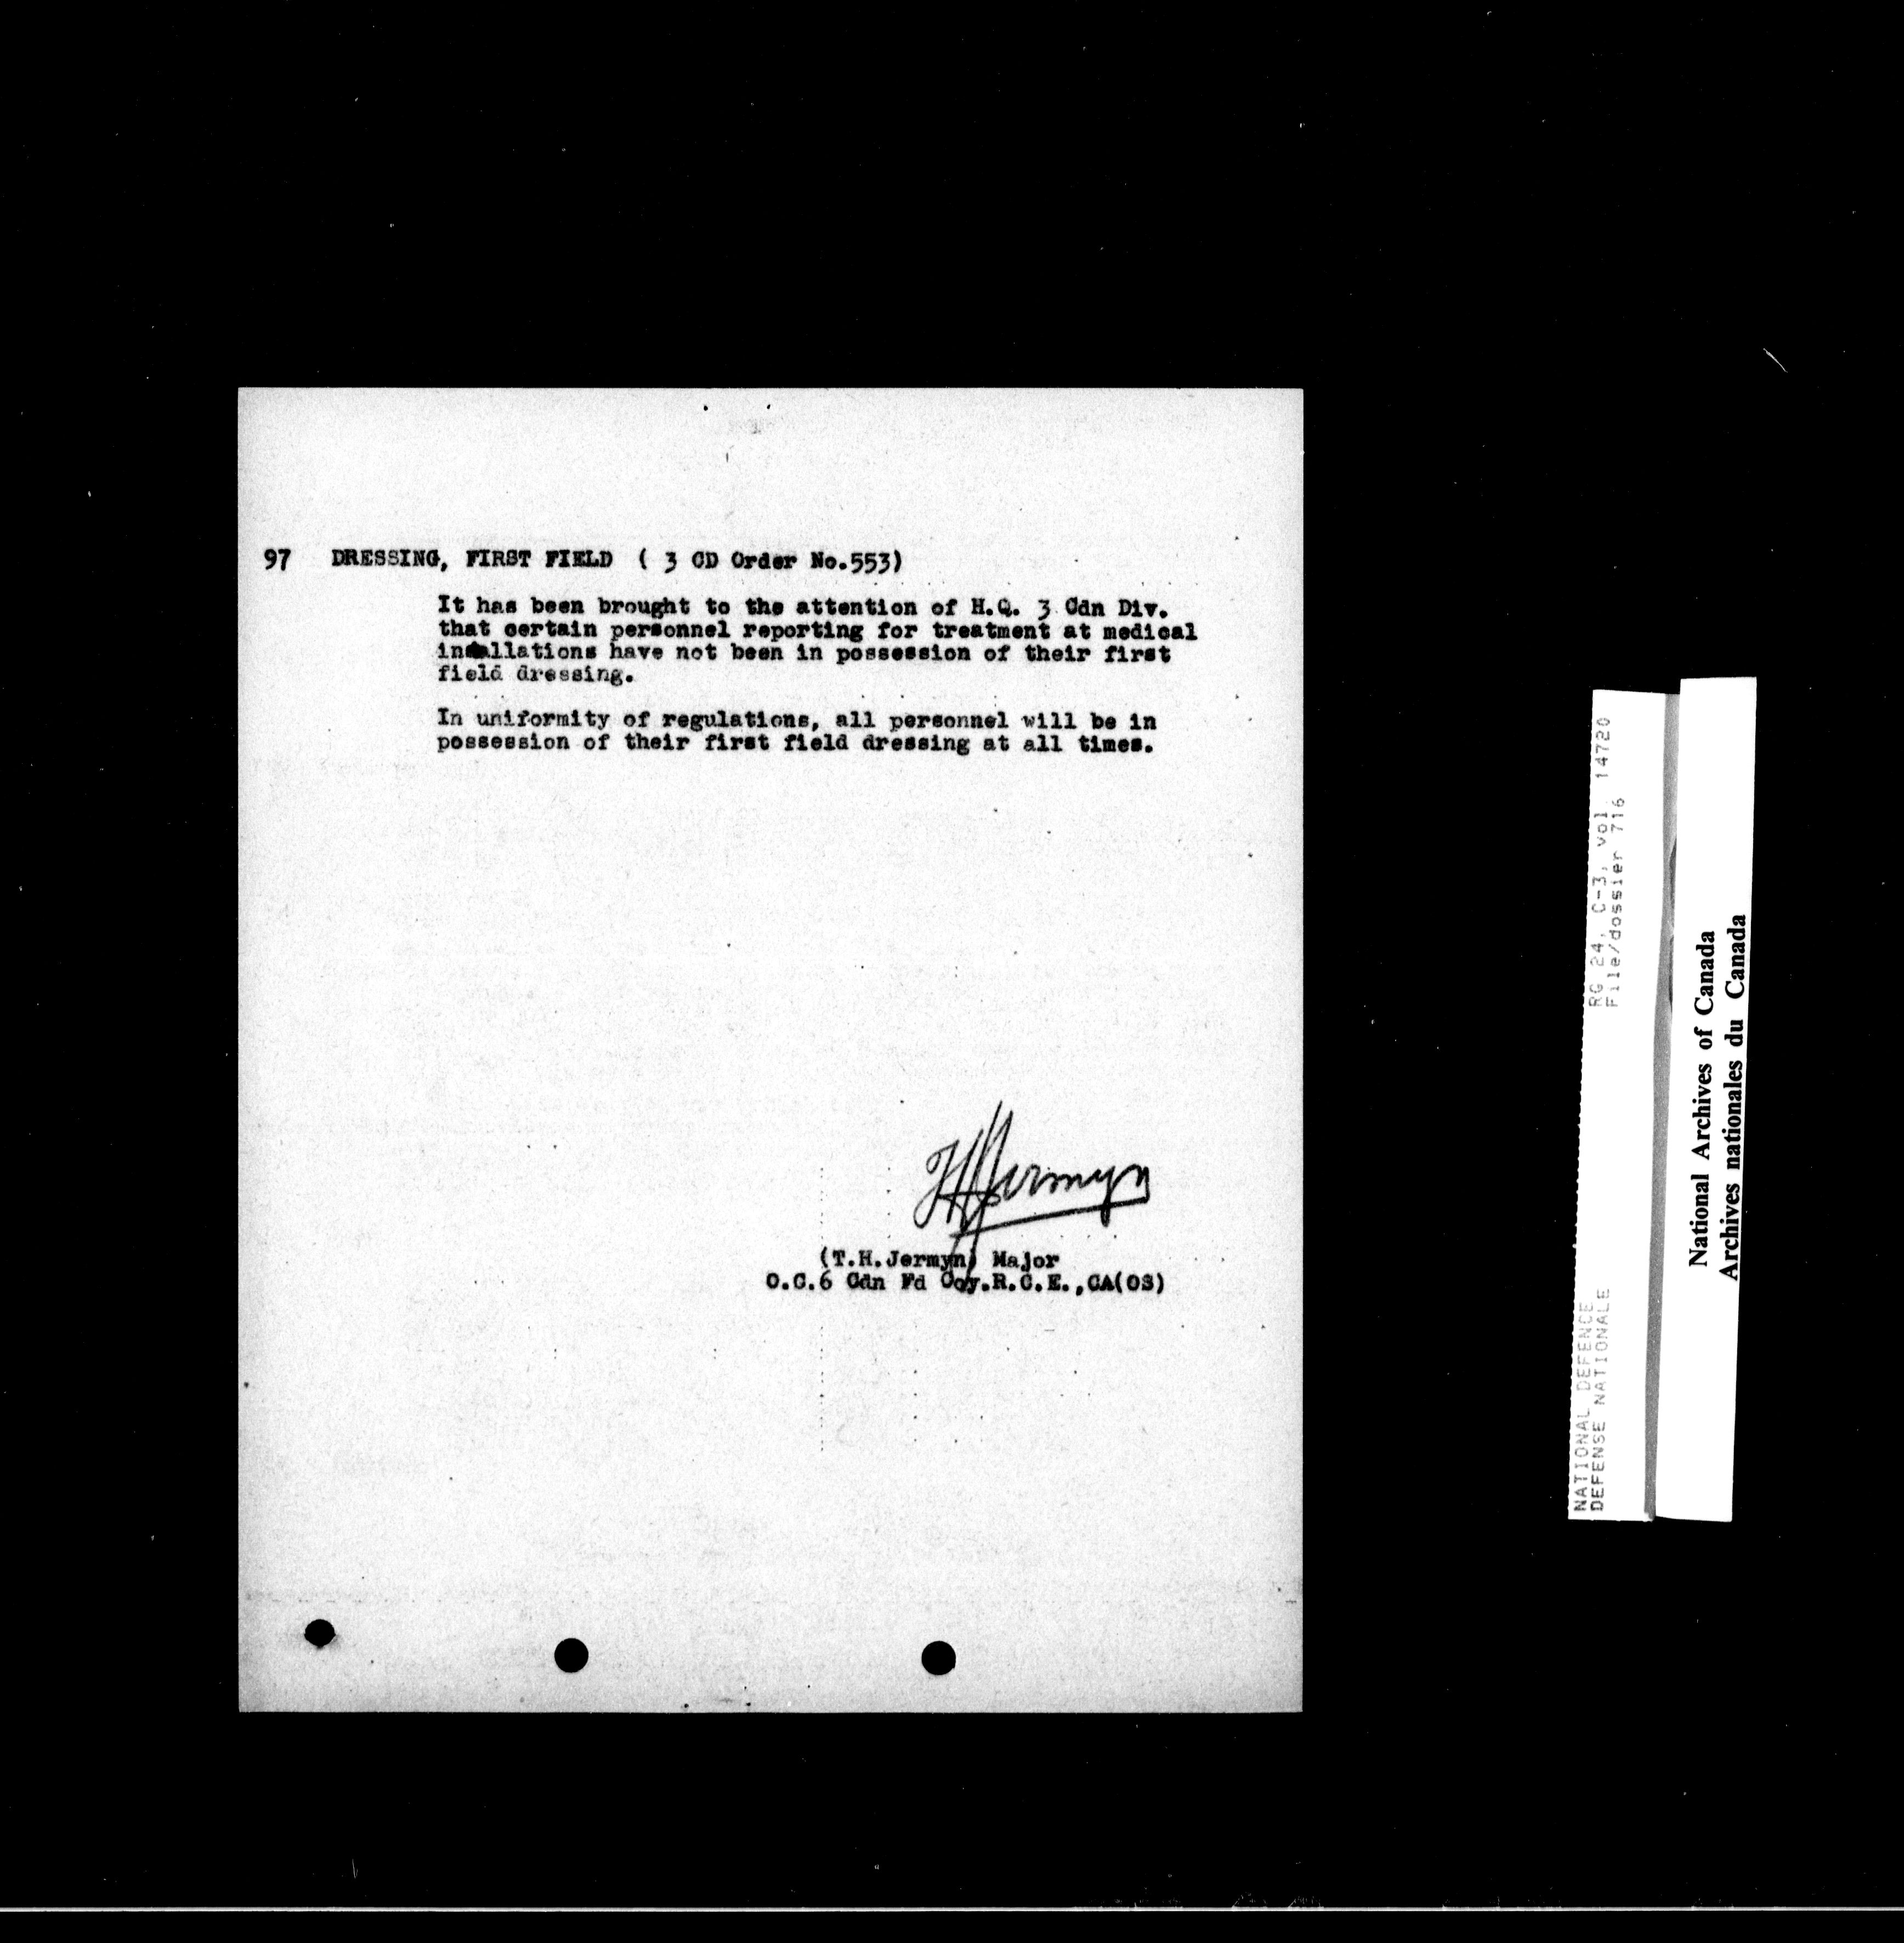 97 DRESSING, FIRST FIELD ( 3 CD Order No.553)
It has been brought to the attention of H.Q. 3 Cdn Div.
that certain personnel reporting for treatment at medical
installations have not been in possession of their first
field dressing.
In uniformity of regulations, all personnel will be in
possession of their first field dressing at all times.
THJermyn
(T.H.Jermyn) Major
O.C.6 Cdn Fd Coy.R.C.E.,CA(OS)
NATIONAL DEFENCE RG 24, C-3, vol. 14720
DEFENSE NATIONALE File/dossier 716
National Archives of Canada
Archives nationales du Canada